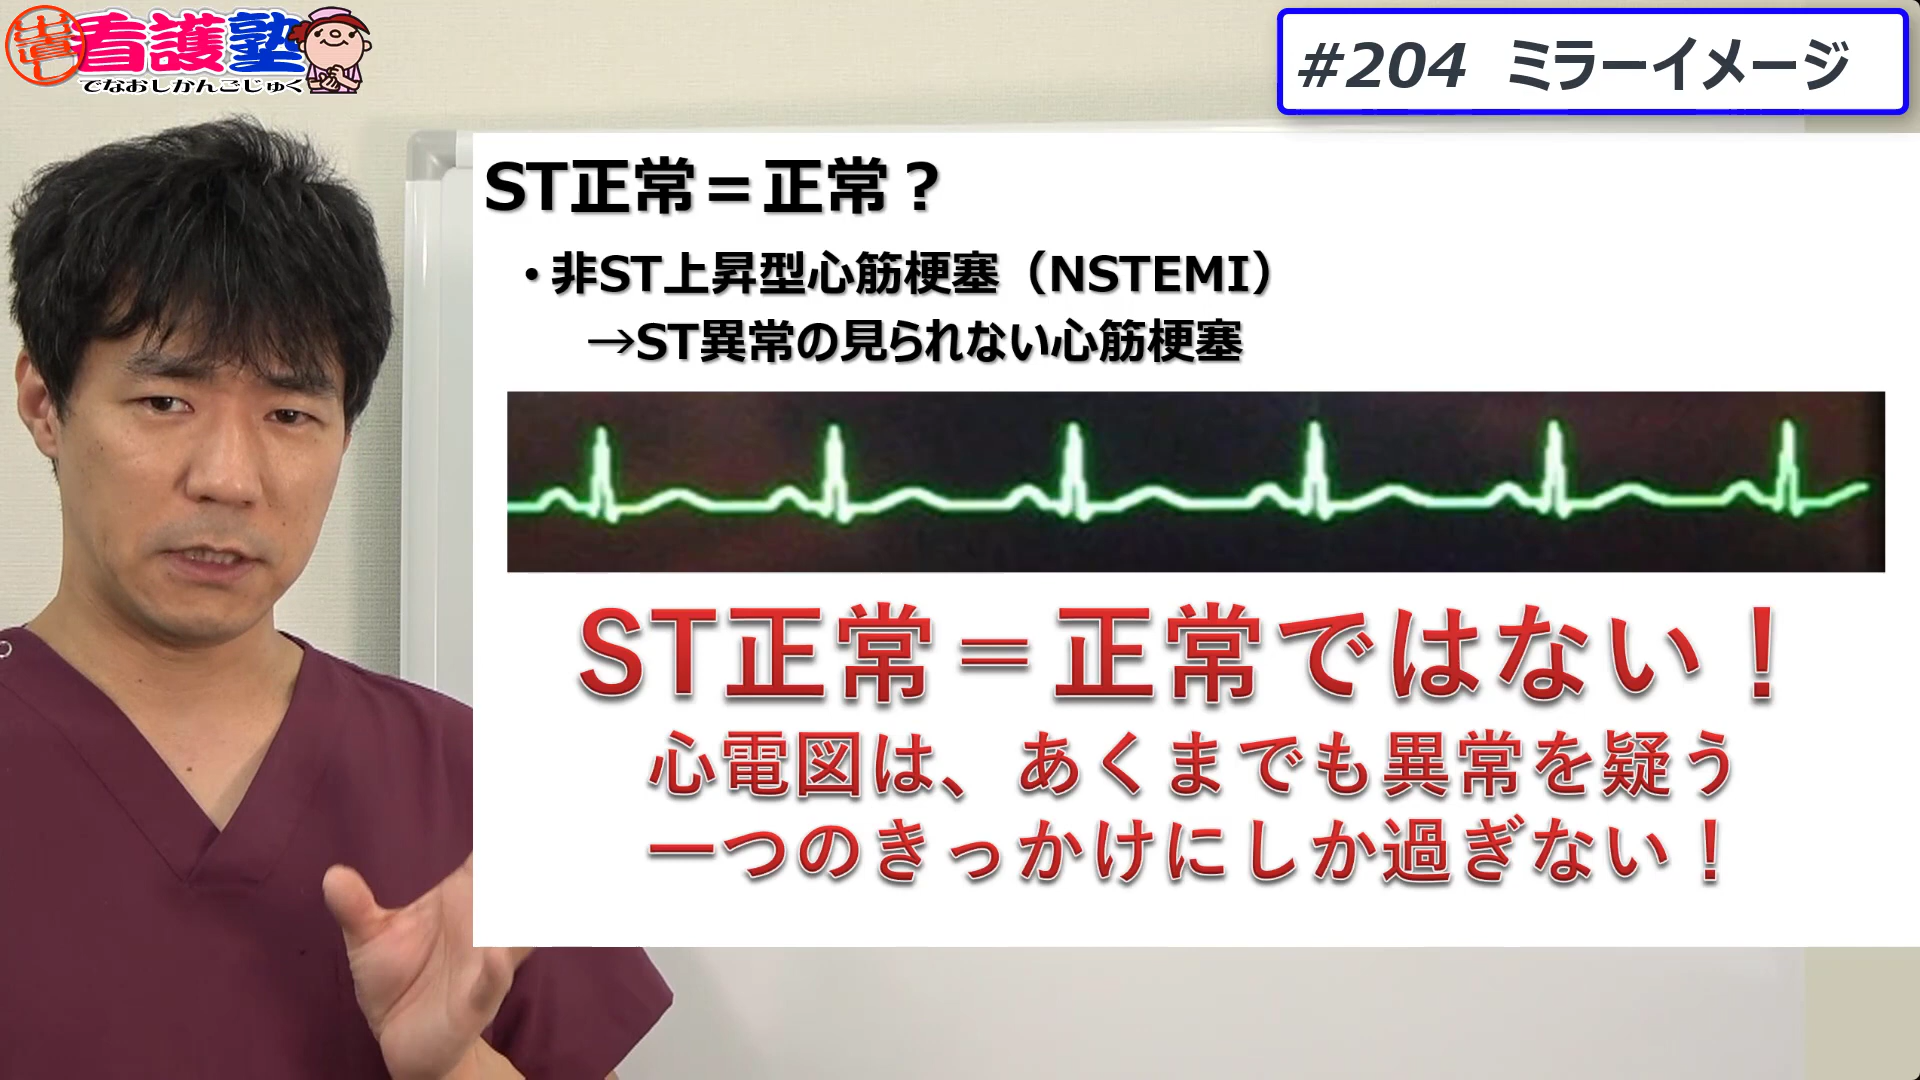 出直し看護塾
でなおしかんごじゅく
#204 ミラーイメージ
ST正常＝正常？
・非ST上昇型心筋梗塞（NSTEMI）
→ST異常の見られない心筋梗塞
ST正常＝正常ではない！
心電図は、あくまでも異常を疑う
一つのきっかけにしか過ぎない！